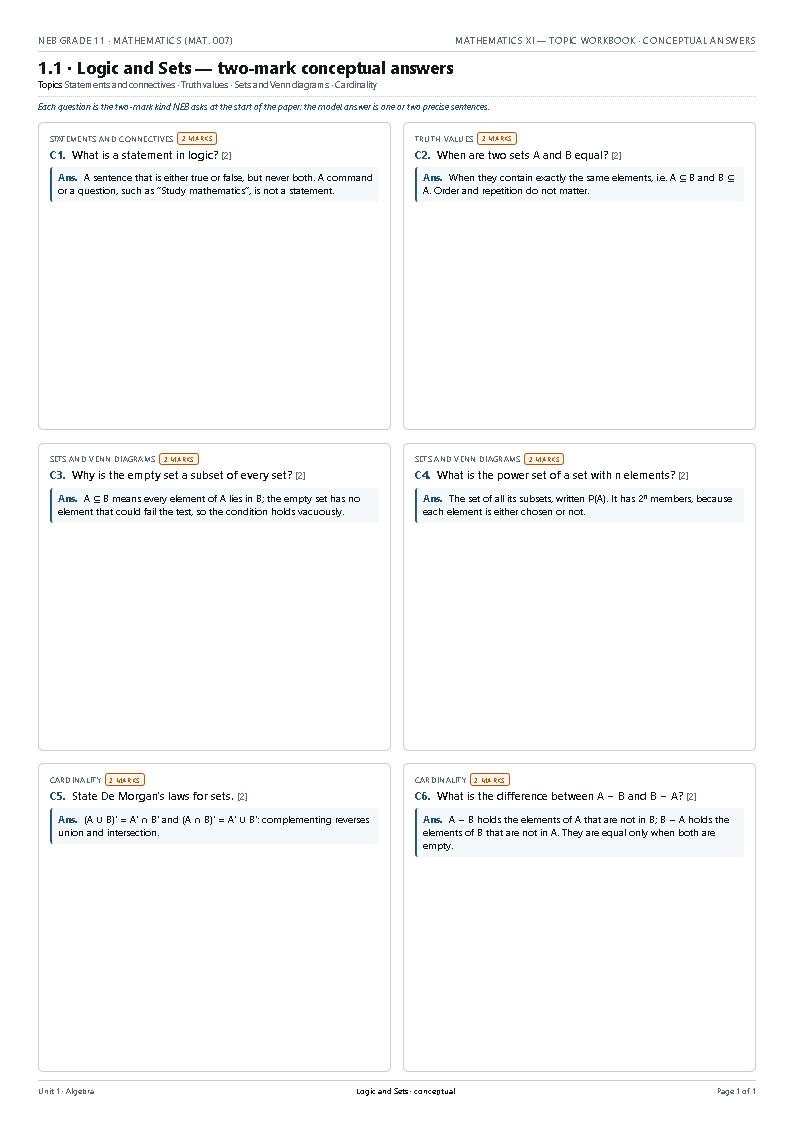 NEB GRADE 11 · MATHEMATICS (MAT. 007)
MATHEMATICS XI — TOPIC WORKBOOK · CONCEPTUAL ANSWERS
1.1 · Logic and Sets — two-mark conceptual answers
Topics Statements and connectives · Truth values · Sets and Venn diagrams · Cardinality
Each question is the two-mark kind NEB asks at the start of the paper: the model answer is one or two precise sentences.
STATEMENTS AND CONNECTIVES 2 MARKS
C1. What is a statement in logic? [2]
Ans. A sentence that is either true or false, but never both. A command
or a question, such as “Study mathematics”, is not a statement.
TRUTH VALUES 2 MARKS
C2. When are two sets A and B equal? [2]
Ans. When they contain exactly the same elements, i.e. A ⊆ B and B ⊆
A. Order and repetition do not matter.
SETS AND VENN DIAGRAMS 2 MARKS
C3. Why is the empty set a subset of every set? [2]
Ans. A ⊆ B means every element of A lies in B; the empty set has no
element that could fail the test, so the condition holds vacuously.
SETS AND VENN DIAGRAMS 2 MARKS
C4. What is the power set of a set with n elements? [2]
Ans. The set of all its subsets, written P(A). It has 2ⁿ members, because
each element is either chosen or not.
CARDINALITY 2 MARKS
C5. State De Morgan's laws for sets. [2]
Ans. (A ∪ B)' = A' ∩ B' and (A ∩ B)' = A' ∪ B': complementing reverses
union and intersection.
CARDINALITY 2 MARKS
C6. What is the difference between A − B and B − A? [2]
Ans. A − B holds the elements of A that are not in B; B − A holds the
elements of B that are not in A. They are equal only when both are
empty.
Unit 1 · Algebra
Logic and Sets · conceptual
Page 1 of 1